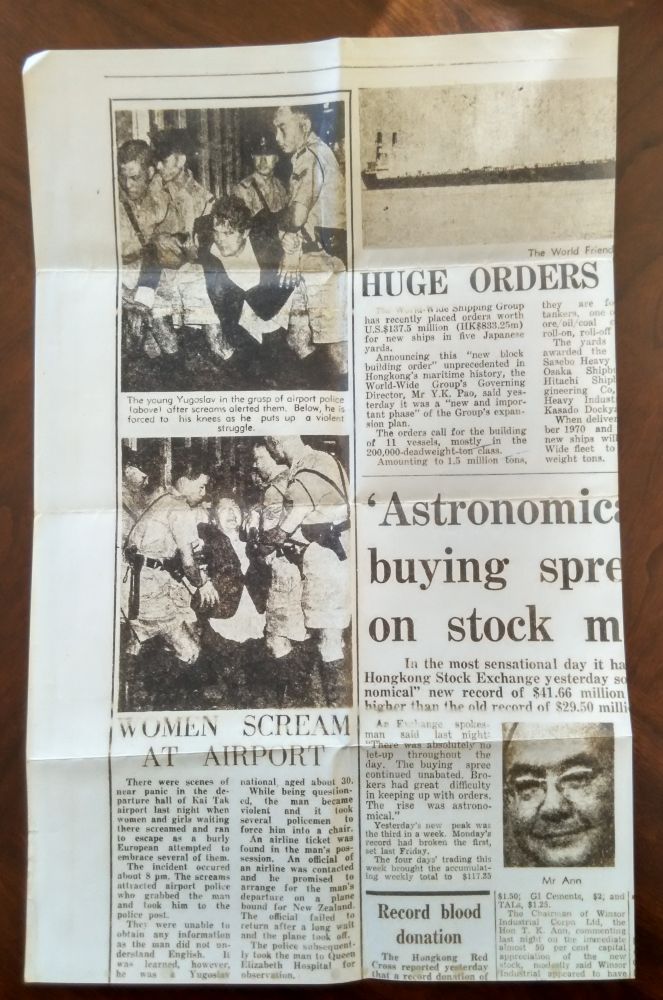 The young Yugoslav in the grasp of airport police
(above) after screams alerted them. Below, he is
forced to his knees as he puts up a violent
struggle.
WOMEN SCREAM
AT AIRPORT
There were scenes of
near panic in the de-
parture hall of Kai Tak
airport last night when
women and girls waiting
there screamed and ran
to escape as a burly
European attempted to
embrace several of them.
The incident occured
about 8 pm. The screams
attracted airport police
who grabbed the man
and took him to the
police post.
They were unable to
obtain any information
as the man did not un-
derstand English. It
was learned, however,
he was a Yugoslav
national, aged about 30.
While being question-
ed, the man became
violent and it took
several policemen to
force him into a chair.
An airline ticket was
found in the man's pos-
session. An official of
an airline was contacted
and he promised to
arrange for the man's
departure on a plane
bound for New Zealand.
The official failed to
return after a long wait
and the plane took off.
The police subsequent-
ly took the man to Queen
Elizabeth Hospital for
observation.
The World Friend
HUGE ORDERS
The World-Wide Shipping Group
has recently placed orders worth
U.S.$137.5 million (HK$833.25m)
for new ships in five Japanese
yards.
Announcing this "new block
building order" unprecedented in
Hongkong's maritime history, the
World-Wide Group's Governing
Director, Mr Y.K. Pao, said yes-
terday it was a "new and impor-
tant phase" of the Group's expan-
sion plan.
The orders call for the building
of 11 vessels, mostly in the
200,000-deadweight-ton class.
Amounting to 1.5 million tons,
they are fo
tankers, one o
ore/oil/coal c
roll-on, roll-off
The yards
awarded the
Sasebo Heavy
Osaka Shipbu
Hitachi Shipb
gineering Co,
Heavy Indust
Kasado Docky
When deliver
ber 1970 and
new ships will
Wide fleet to
weight tons.
'Astronomica
buying spre
on stock m
In the most sensational day it ha
Hongkong Stock Exchange yesterday so
nomical" new record of $41.66 million
higher than the old record of $29.50 milli
An Exchange spokes-
man said last night:
"There was absolutely no
let-up throughout the
day. The buying spree
continued unabated. Bro-
kers had great difficulty
in keeping up with orders.
The rise was astrono-
mical."
Yesterday's new peak was
the third in a week. Monday's
record had broken the first,
set last Friday.
The four days' trading this
week brought the accumulat-
ing weekly total to $117.35
Mr Ann
Record blood
donation
The Hongkong Red
Cross reported yesterday
that a record donation of
$1.50; GI Cements, $2; and
TALs, $1.25.
The Chairman of Winsor
Industrial Corpn Ltd, the
Hon T. K. Ann, commenting
last night on the immediate
almost 50 per cent capital
appreciation of the new
stock, modestly said Winsor
Industrial appeared to have